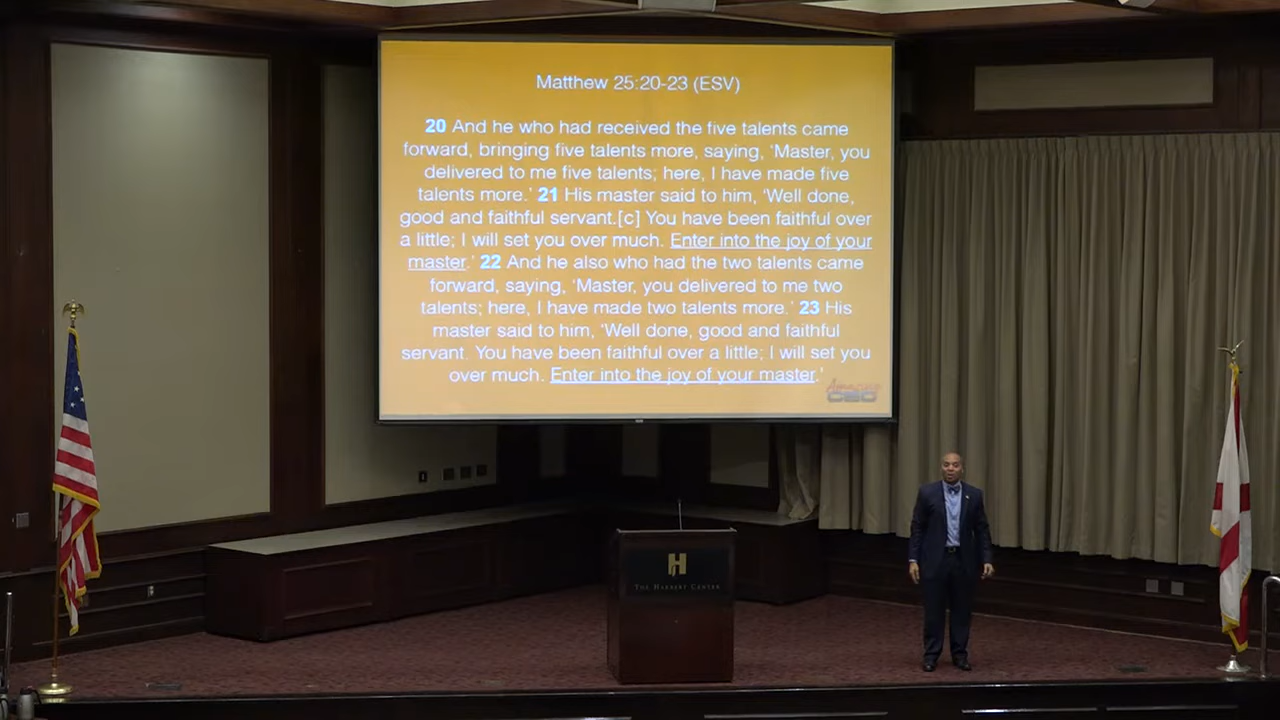 Matthew 25:20-23 (ESV)
20 And he who had received the five talents came
forward, bringing five talents more, saying, ‘Master, you
delivered to me five talents; here, I have made five
talents more.’ 21 His master said to him, ‘Well done,
good and faithful servant.[c] You have been faithful over
a little; I will set you over much. Enter into the joy of your
master.’ 22 And he also who had the two talents came
forward, saying, ‘Master, you delivered to me two
talents; here, I have made two talents more.’ 23 His
master said to him, ‘Well done, good and faithful
servant. You have been faithful over a little; I will set you
over much. Enter into the joy of your master.’
CEO
H
THE HARBERT CENTER